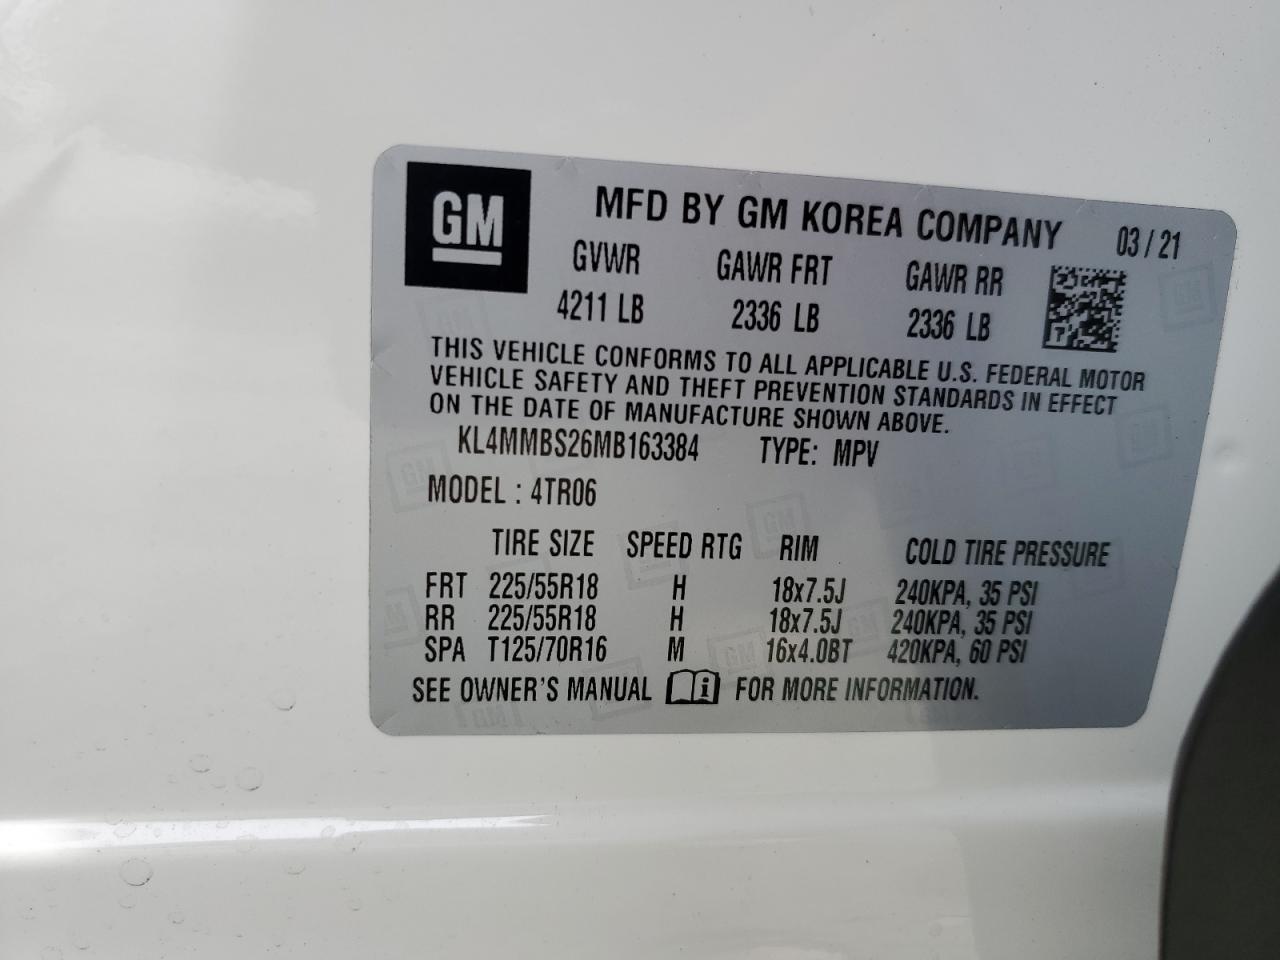 GM
MFD BY GM KOREA COMPANY 03 / 21
GVWR GAWR FRT GAWR RR
4211 LB 2336 LB 2336 LB
THIS VEHICLE CONFORMS TO ALL APPLICABLE U.S. FEDERAL MOTOR
VEHICLE SAFETY AND THEFT PREVENTION STANDARDS IN EFFECT
ON THE DATE OF MANUFACTURE SHOWN ABOVE.
KL4MMBS26MB163384 TYPE: MPV
MODEL : 4TR06
TIRE SIZE SPEED RTG RIM COLD TIRE PRESSURE
FRT 225/55R18 H 18x7.5J 240KPA, 35 PSI
RR 225/55R18 H 18x7.5J 240KPA, 35 PSI
SPA T125/70R16 M 16x4.0BT 420KPA, 60 PSI
SEE OWNER'S MANUAL i FOR MORE INFORMATION.